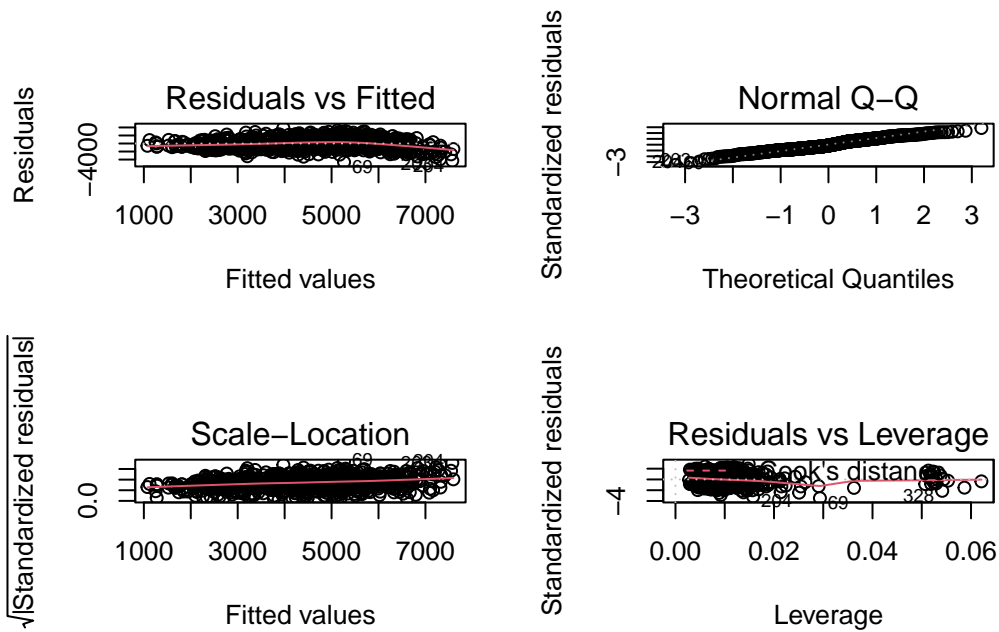 Residuals vs Fitted
Residuals
−4000
69
1000 3000 5000 7000
Fitted values
Normal Q−Q
Standardized residuals
−3
−3 −1 0 1 2 3
Theoretical Quantiles
Scale−Location
√|Standardized residuals|
0.0
69
1000 3000 5000 7000
Fitted values
Residuals vs Leverage
Standardized residuals
−4
Cook's distance
69
328
0.00 0.02 0.04 0.06
Leverage